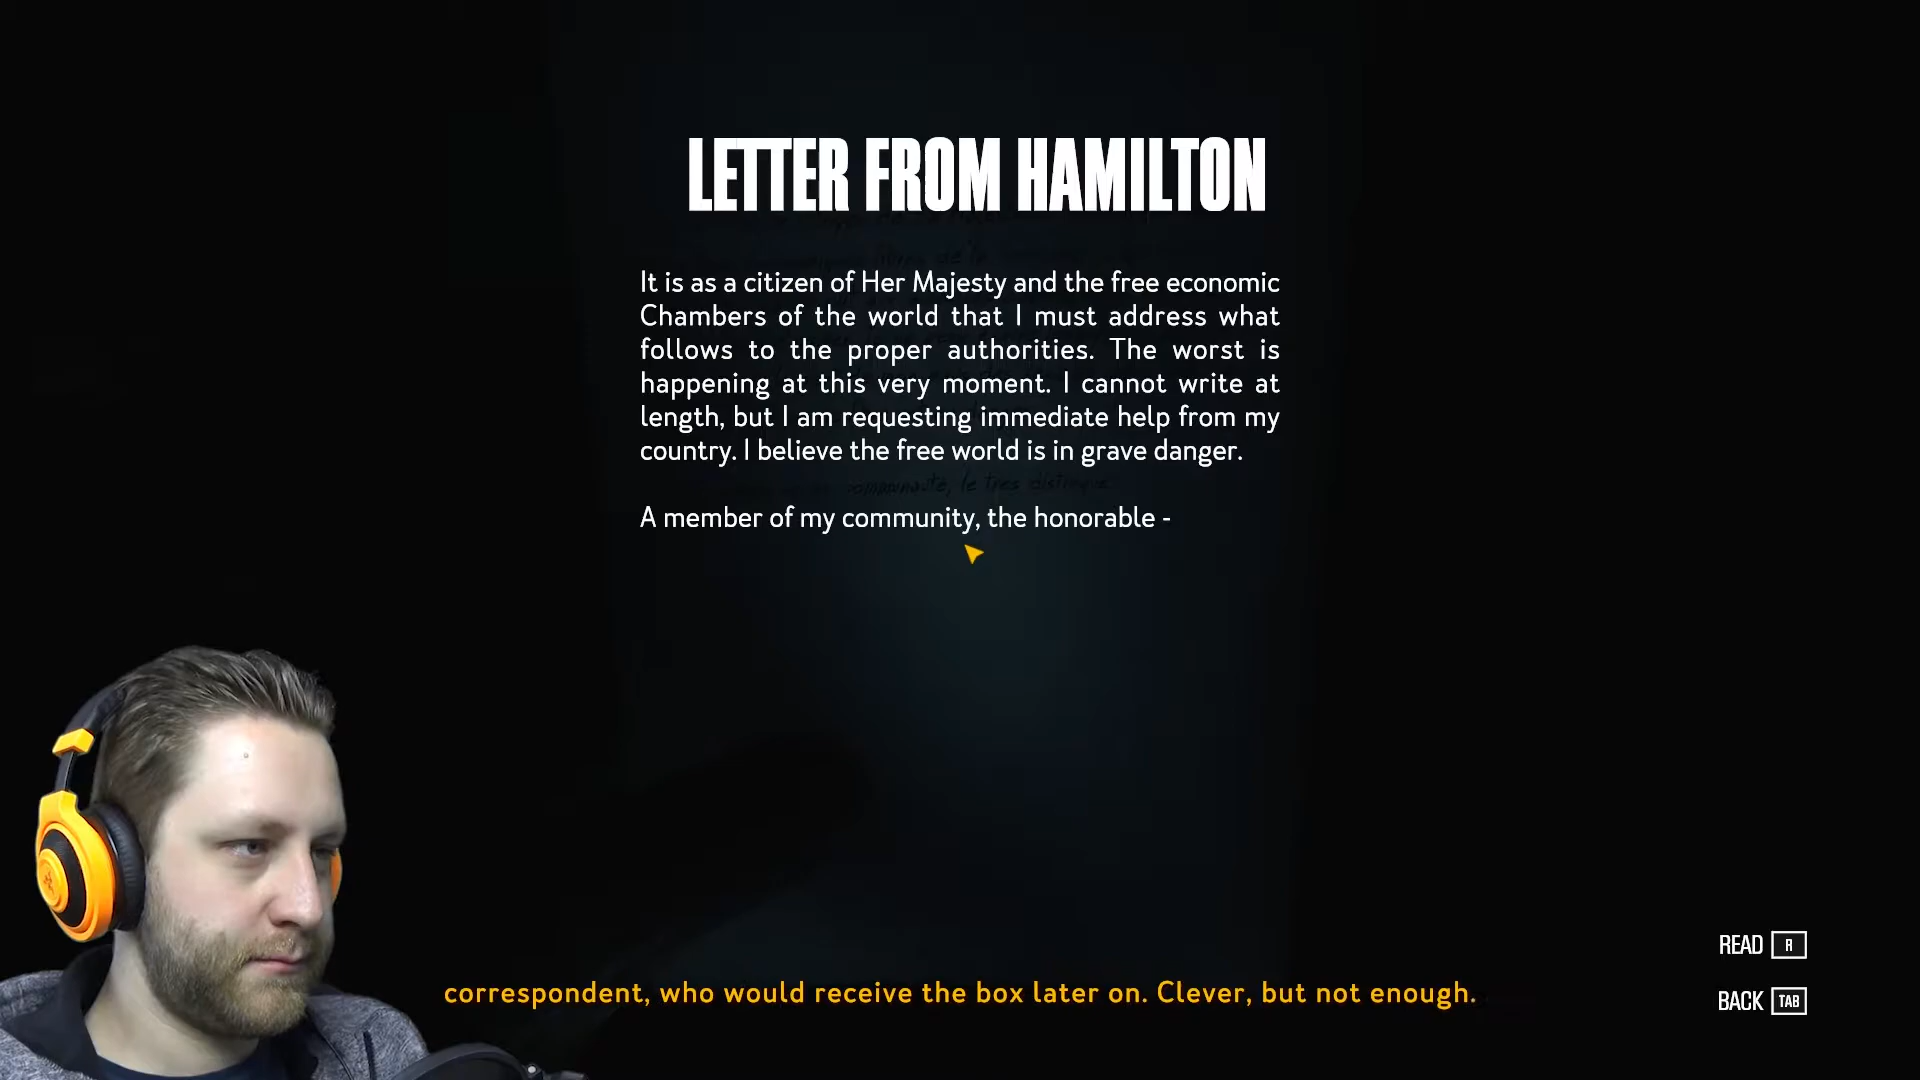 LETTER FROM HAMILTON
It is as a citizen of Her Majesty and the free economic
Chambers of the world that I must address what
follows to the proper authorities. The worst is
happening at this very moment. I cannot write at
length, but I am requesting immediate help from my
country. I believe the free world is in grave danger.
communauté, le tres distingué
A member of my community, the honorable -
READ R
correspondent, who would receive the box later on. Clever, but not enough.
BACK TAB